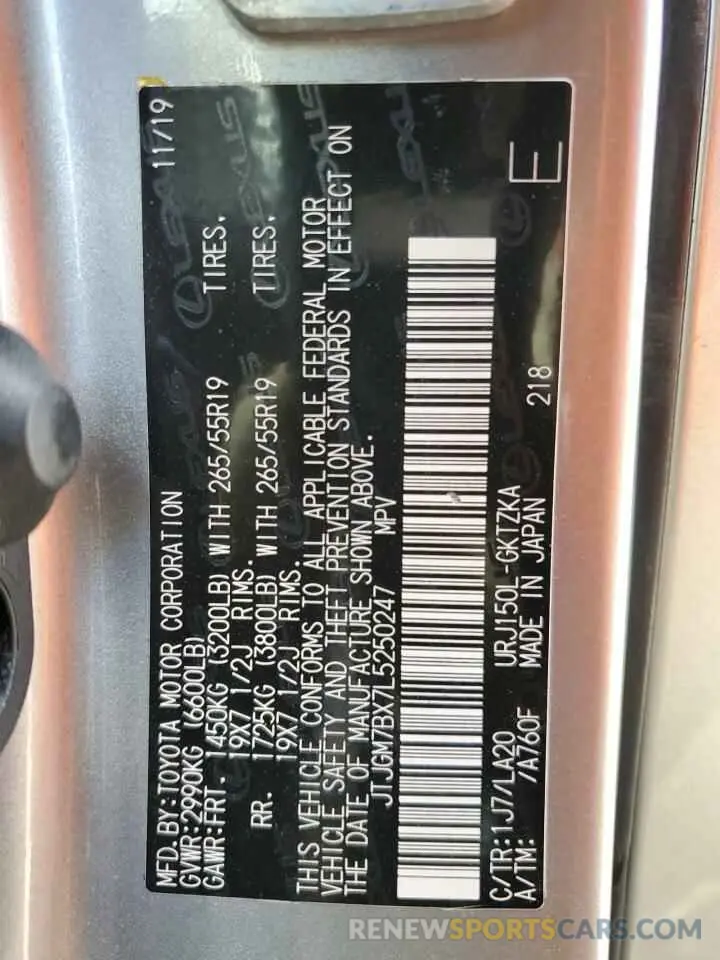 MFD.BY:TOYOTA MOTOR CORPORATION 11/19
GVWR:2990KG (6600LB)
GAWR:FRT. 1450KG (3200LB) WITH 265/55R19 TIRES.
19X7 1/2J RIMS.
RR. 1725KG (3800LB) WITH 265/55R19 TIRES.
19X7 1/2J RIMS.
THIS VEHICLE CONFORMS TO ALL APPLICABLE FEDERAL MOTOR
VEHICLE SAFETY AND THEFT PREVENTION STANDARDS IN EFFECT ON
THE DATE OF MANUFACTURE SHOWN ABOVE.
JTJGM7BX7L5250247 MPV
C/TR:1J7/LA20 URJ150L-GKTZKA
A/TM: /A760F MADE IN JAPAN 218 E
LEXUS
RENEWSPORTCARS.COM